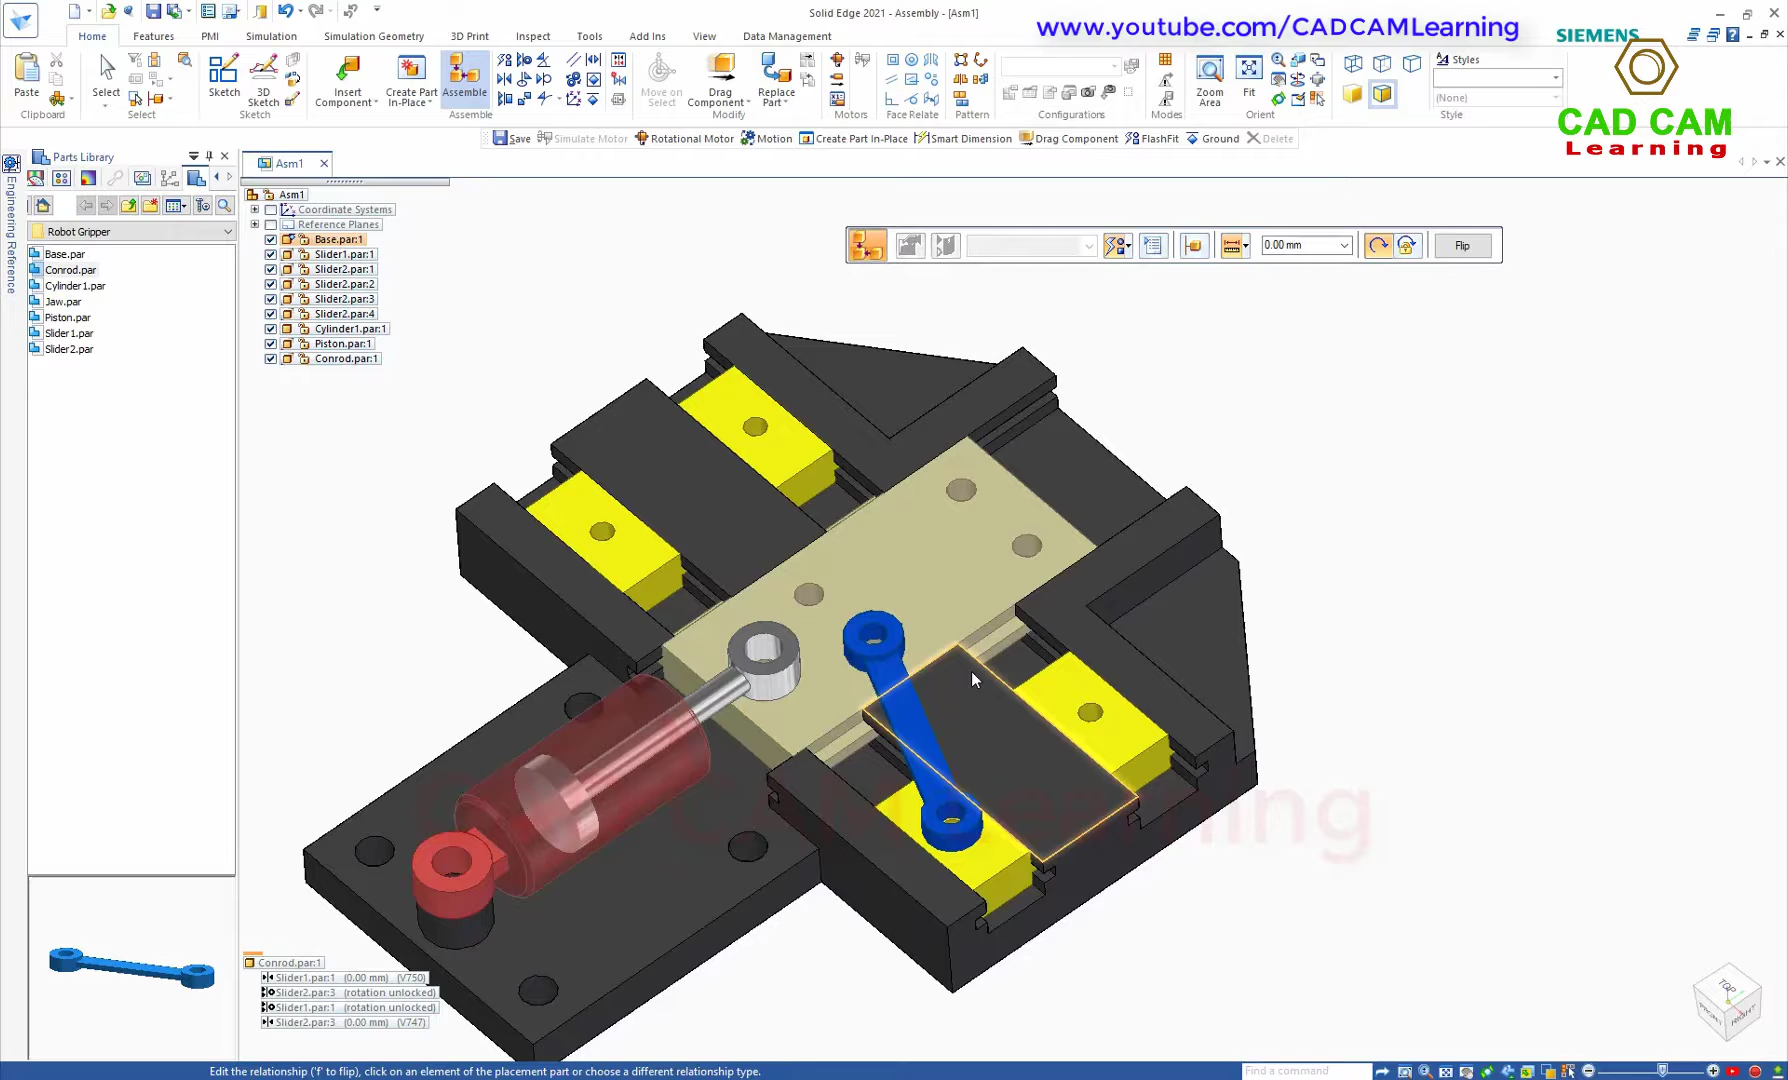 Solid Edge 2021 - Assembly - [Asm1]
www.youtube.com/CADCAMLearning
SIEMENS
Home
Features
PMI
Simulation
Simulation Geometry
3D Print
Inspect
Tools
Add Ins
View
Data Management
Paste
Select
Sketch
3D Sketch
Insert Component
Create Part In-Place
Assemble
Move on Select
Drag Component
Replace Part
Zoom Area
Fit
Styles
(None)
Clipboard
Select
Sketch
Assemble
Modify
Motors
Face Relate
Pattern
Configurations
Modes
Orient
Style
CAD CAM
Learning
Save
Simulate Motor
Rotational Motor
Motion
Create Part In-Place
Smart Dimension
Drag Component
FlashFit
Ground
Delete
Parts Library
Asm1
Engineering Reference
Robot Gripper
Base.par
Conrod.par
Cylinder1.par
Jaw.par
Piston.par
Slider1.par
Slider2.par
Asm1
Coordinate Systems
Reference Planes
Base.par:1
Slider1.par:1
Slider2.par:1
Slider2.par:2
Slider2.par:3
Slider2.par:4
Cylinder1.par:1
Piston.par:1
Conrod.par:1
0.00 mm
Flip
CAM Learning
Conrod.par:1
Slider1.par:1 (0.00 mm) (V750)
Slider2.par:3 (rotation unlocked)
Slider1.par:1 (rotation unlocked)
Slider2.par:3 (0.00 mm) (V747)
TOP
FRONT
RIGHT
Edit the relationship ('f' to flip), click on an element of the placement part or choose a different relationship type.
Find a command